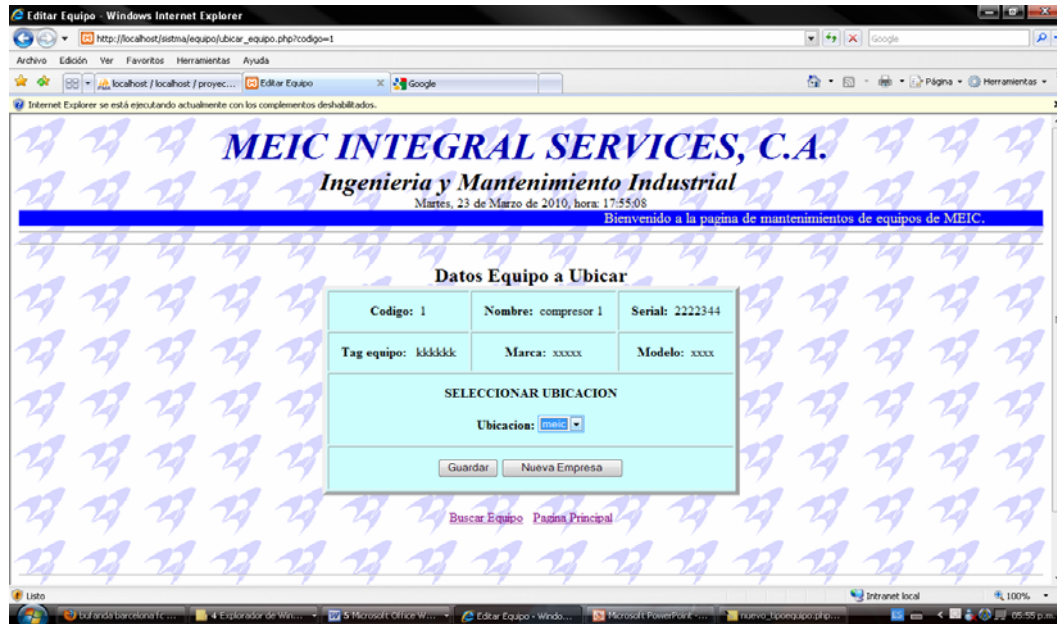 Editar Equipo - Windows Internet Explorer
http://localhost/sistma/equipo/ubicar_equipo.php?codigo=1
Google
Archivo Edición Ver Favoritos Herramientas Ayuda
localhost / localhost / proyec... Editar Equipo Google Página Herramientas
Internet Explorer se está ejecutando actualmente con los complementos deshabilitados.
MEIC INTEGRAL SERVICES, C.A.
Ingenieria y Mantenimiento Industrial
Martes, 23 de Marzo de 2010, hora: 17:55:08
Bienvenido a la pagina de mantenimientos de equipos de MEIC.
Datos Equipo a Ubicar
Codigo: 1 Nombre: compresor 1 Serial: 2222344
Tag equipo: kkkkkk Marca: xxxxx Modelo: xxxx
SELECCIONAR UBICACION
Ubicacion: meic
Guardar Nueva Empresa
Buscar Equipo Pagina Principal
Listo Intranet local 100%
bufanda barcelona fc ... 4 Explorador de Win... 5 Microsoft Office W... Editar Equipo - Windo... Microsoft PowerPoint -... nuevo_tipoequipo.php... ES 05:55 p.m.